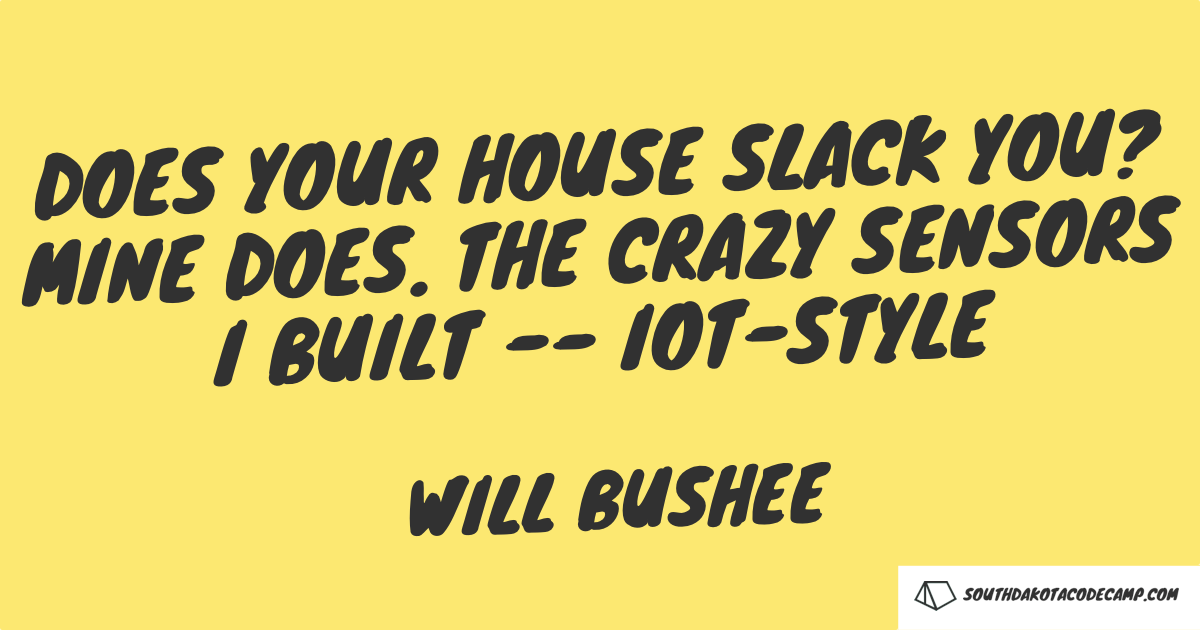 DOES YOUR HOUSE SLACK YOU?
MINE DOES. THE CRAZY SENSORS
I BUILT -- IOT-STYLE
WILL BUSHEE
SOUTHDAKOTACODECAMP.COM